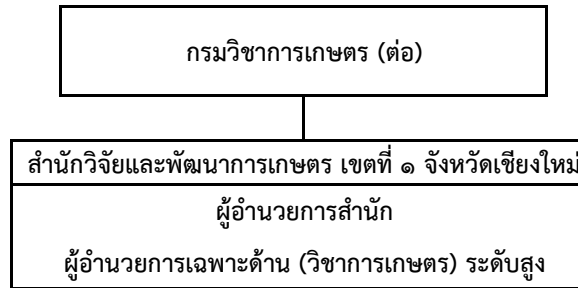 กรมวิชาการเกษตร (ต่อ)
สำนักวิจัยและพัฒนาการเกษตร เขตที่ ๑ จังหวัดเชียงใหม่
ผู้อำนวยการสำนัก
ผู้อำนวยการเฉพาะด้าน (วิชาการเกษตร) ระดับสูง